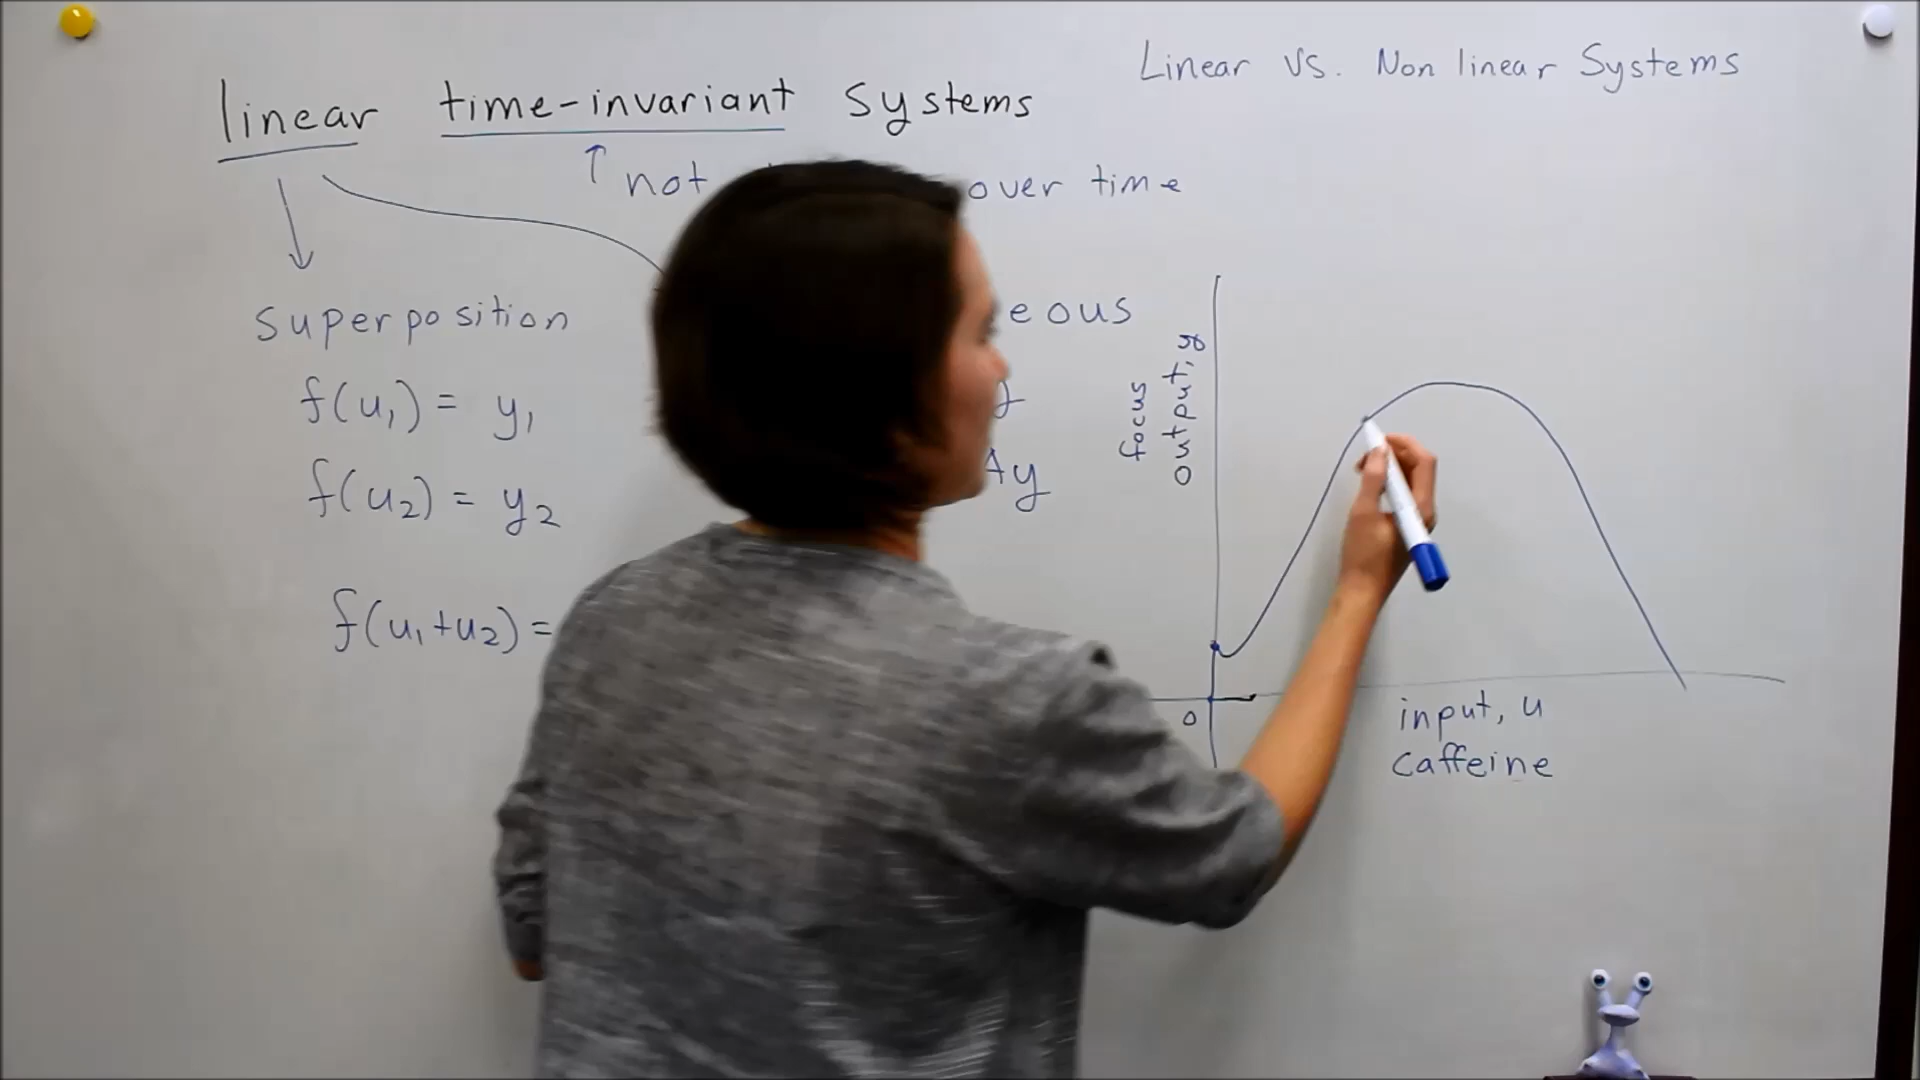 Linear vs. Non linear Systems
linear time-invariant systems
↑ not over time
superposition
f(u₁) = y₁
f(u₂) = y₂
f(u₁+u₂) =
eous
Ay
focus
output, y
0
input, u
caffeine